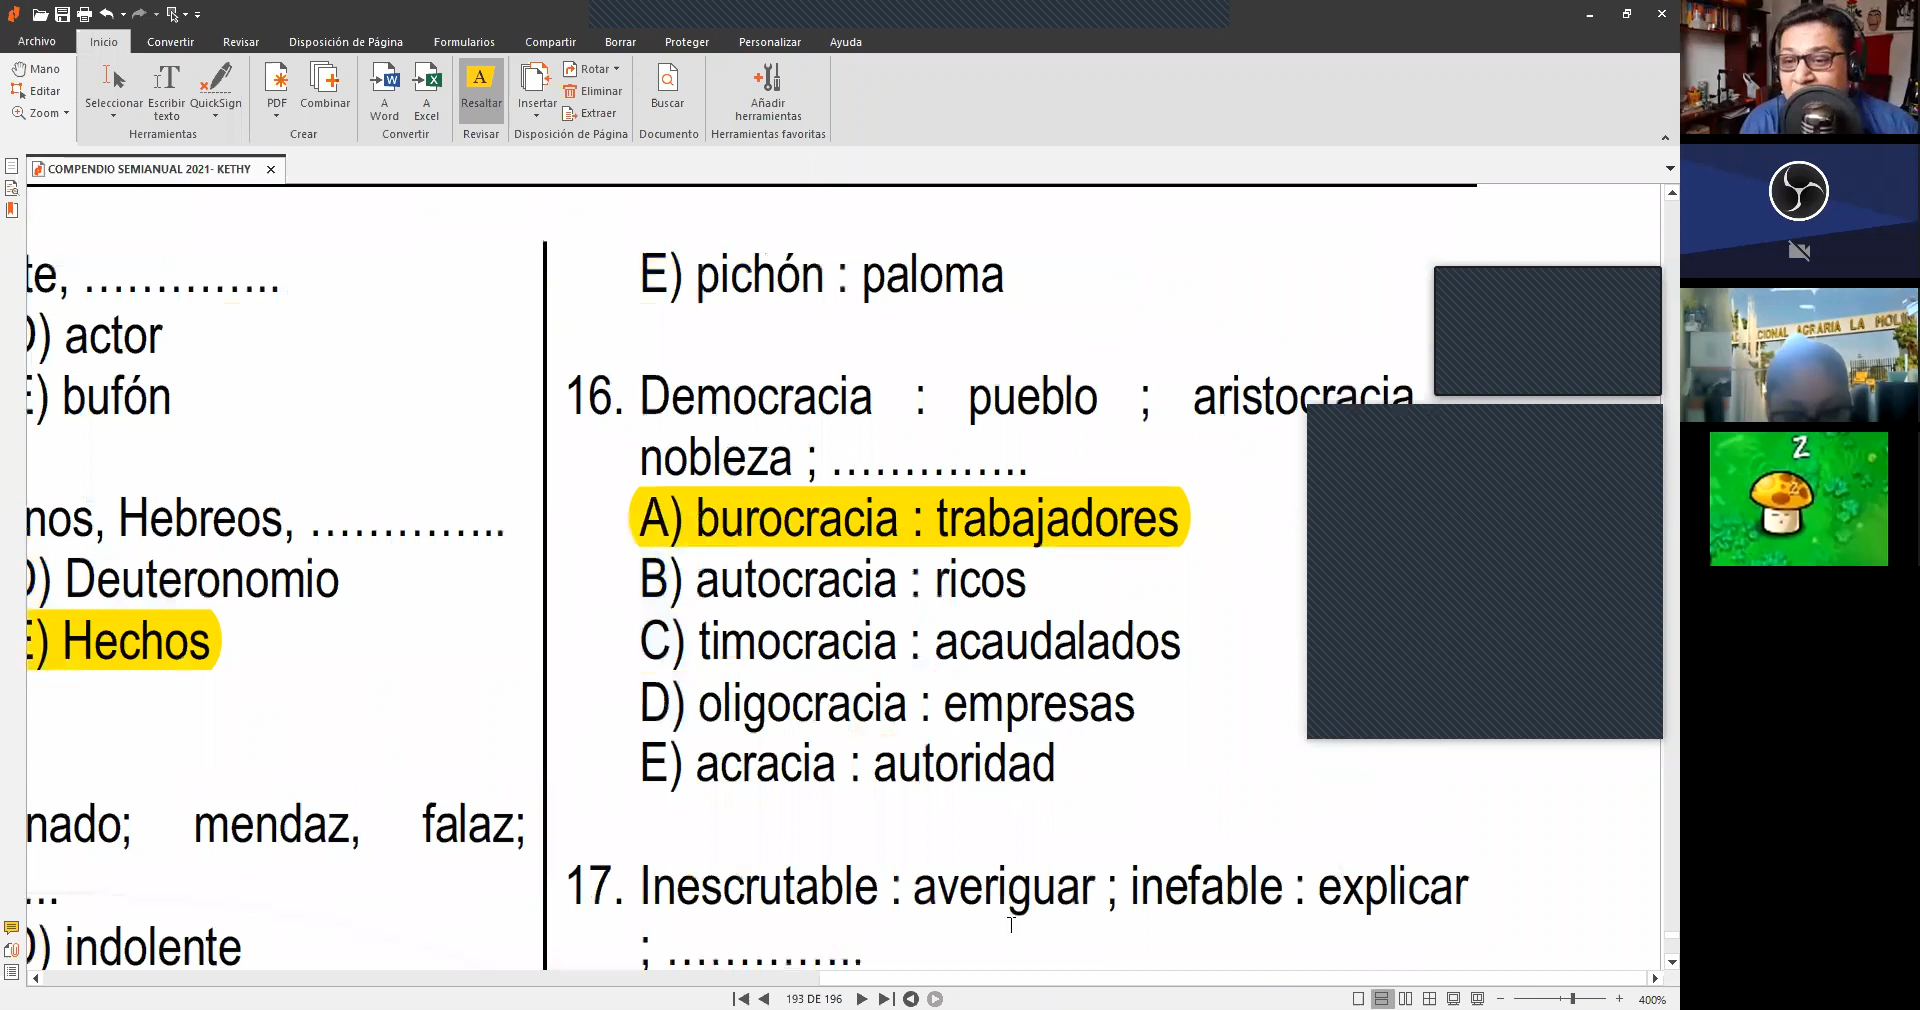 Archivo
Inicio
Convertir
Revisar
Disposición de Página
Formularios
Compartir
Borrar
Proteger
Personalizar
Ayuda
Mano
Editar
Zoom
Seleccionar
Escribir texto
QuickSign
Herramientas
PDF
Combinar
Crear
A Word
A Excel
Convertir
Resaltar
Revisar
Insertar
Rotar
Eliminar
Extraer
Disposición de Página
Buscar
Documento
Añadir herramientas
Herramientas favoritas
COMPENDIO SEMIANUAL 2021- KETHY
te, …………..
D) actor
E) bufón
nos, Hebreos, …………..
D) Deuteronomio
E) Hechos
nado; mendaz, falaz;
...
D) indolente
E) pichón : paloma
16. Democracia : pueblo ; aristocracia
nobleza ; …………..
A) burocracia : trabajadores
B) autocracia : ricos
C) timocracia : acaudalados
D) oligocracia : empresas
E) acracia : autoridad
17. Inescrutable : averiguar ; inefable : explicar
; …………..
193 DE 196
400%
CIONAL AGRARIA LA MOLIN
Z